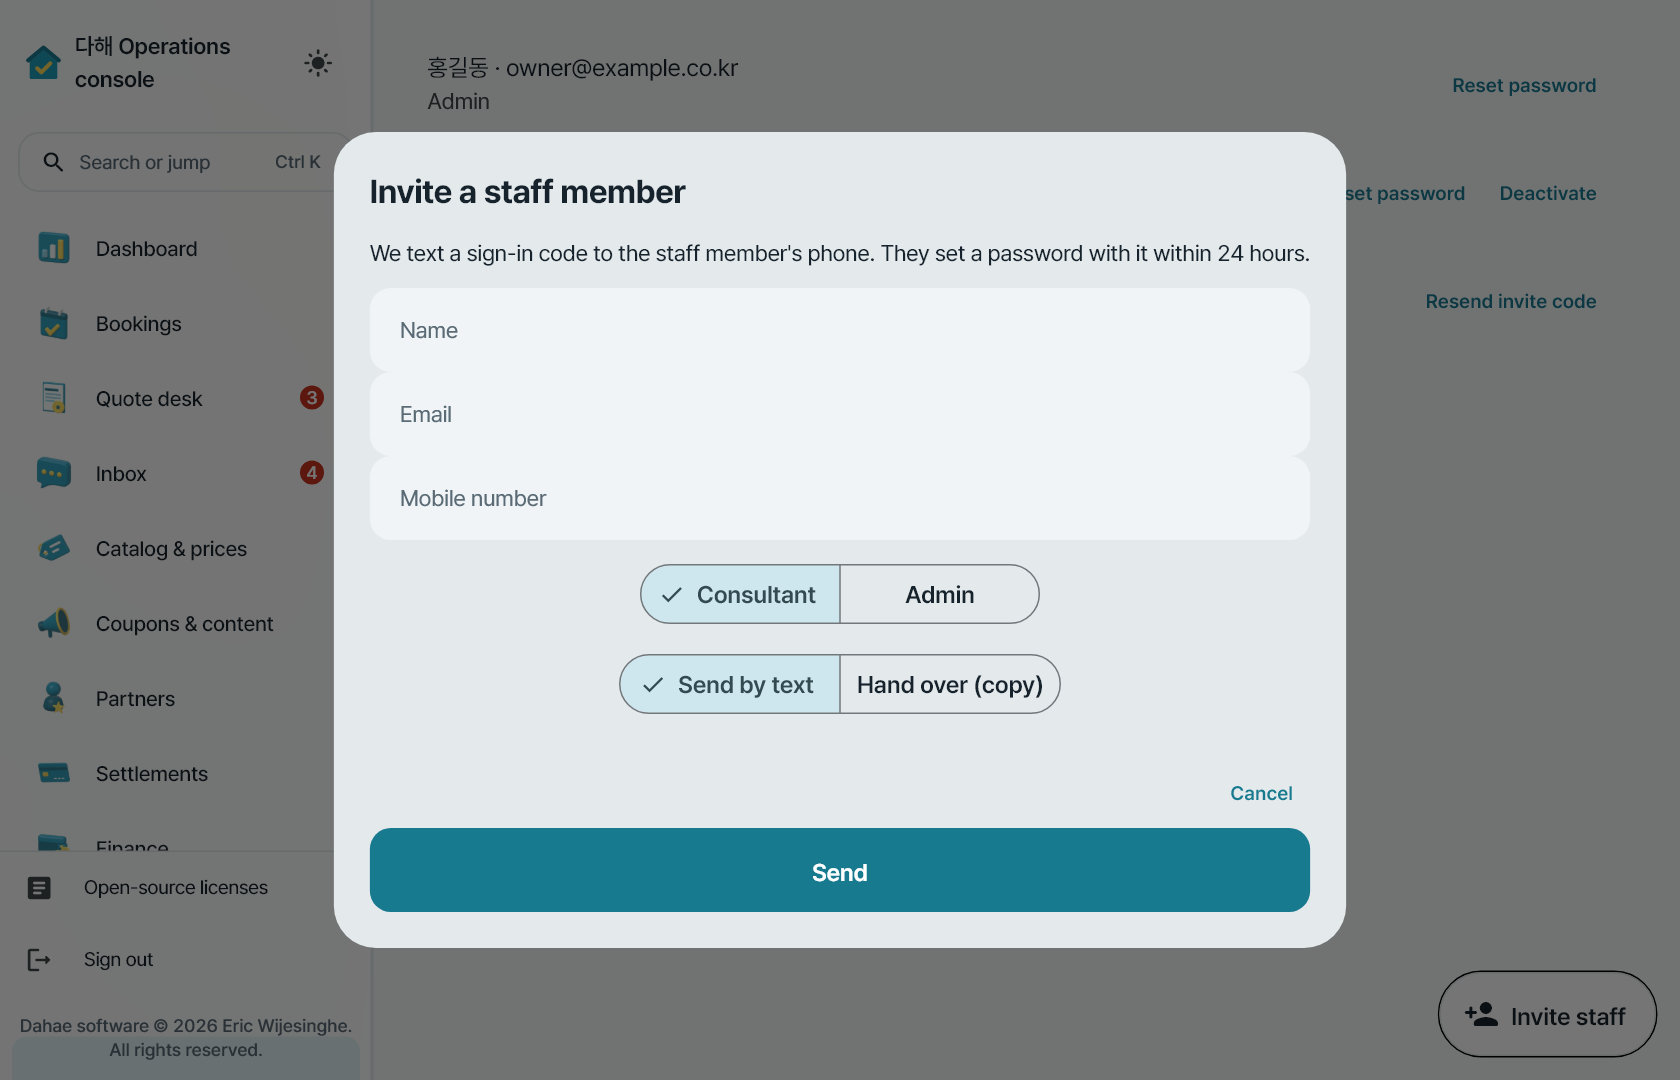 다해 Operations
console
Search or jump
Ctrl K
Dashboard
Bookings
Quote desk
3
Inbox
4
Catalog & prices
Coupons & content
Partners
Settlements
Finance
Open-source licenses
Sign out
Dahae software © 2026 Eric Wijesinghe.
All rights reserved.
홍길동 · owner@example.co.kr
Admin
Reset password
set password
Deactivate
Resend invite code
Invite a staff member
We text a sign-in code to the staff member's phone. They set a password with it within 24 hours.
Name
Email
Mobile number
Consultant
Admin
Send by text
Hand over (copy)
Cancel
Send
Invite staff